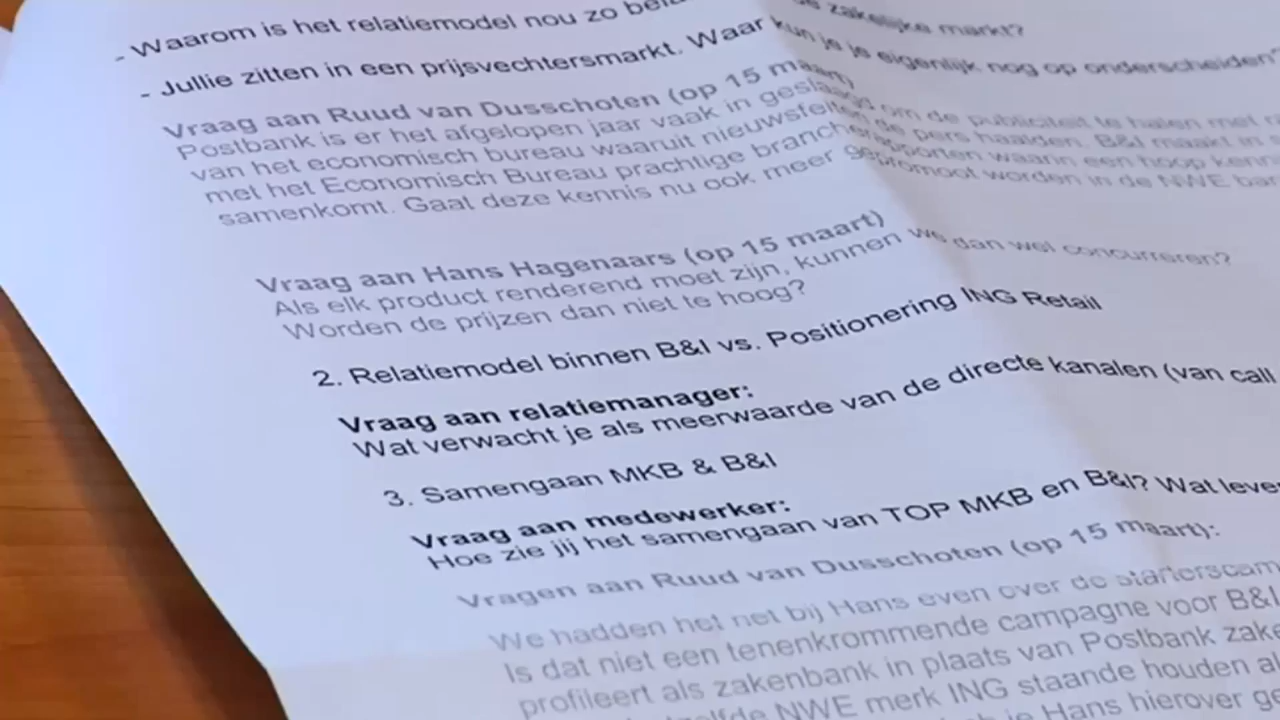 - Waarom is het relatiemodel nou zo zakelijke markt?
- Jullie zitten in een prijsvechtersmarkt. Waar kun je je eigenlijk nog op onderscheiden
Vraag aan Ruud van Dusschoten (op 15 maart)
Postbank is er het afgelopen jaar vaak in geslaagd om de publiciteit te halen met
van het economisch bureau waaruit nieuwsfeiten de pers haalden. B&I maakt in
met het Economisch Bureau prachtige brancherapporten waarin een hoop
samenkomt. Gaat deze kennis nu ook meer gepromoot worden in de NWE
Vraag aan Hans Hagenaars (op 15 maart)
Als elk product renderend moet zijn, kunnen we dan wel concurreren?
Worden de prijzen dan niet te hoog?
2. Relatiemodel binnen B&I vs. Positionering ING Retail
Vraag aan relatiemanager:
Wat verwacht je als meerwaarde van de directe kanalen (van call
3. Samengaan MKB & B&I
Vraag aan medewerker:
Hoe zie jij het samengaan van TOP MKB en B&I? Wat
Vragen aan Ruud van Dusschoten (op 15 maart):
We hadden het net bij Hans even over de
Is dat niet een tenenkrommende campagne voor B&I
profileert als zakenbank in plaats van Postbank
NWE merk ING staande houden
je Hans hierover